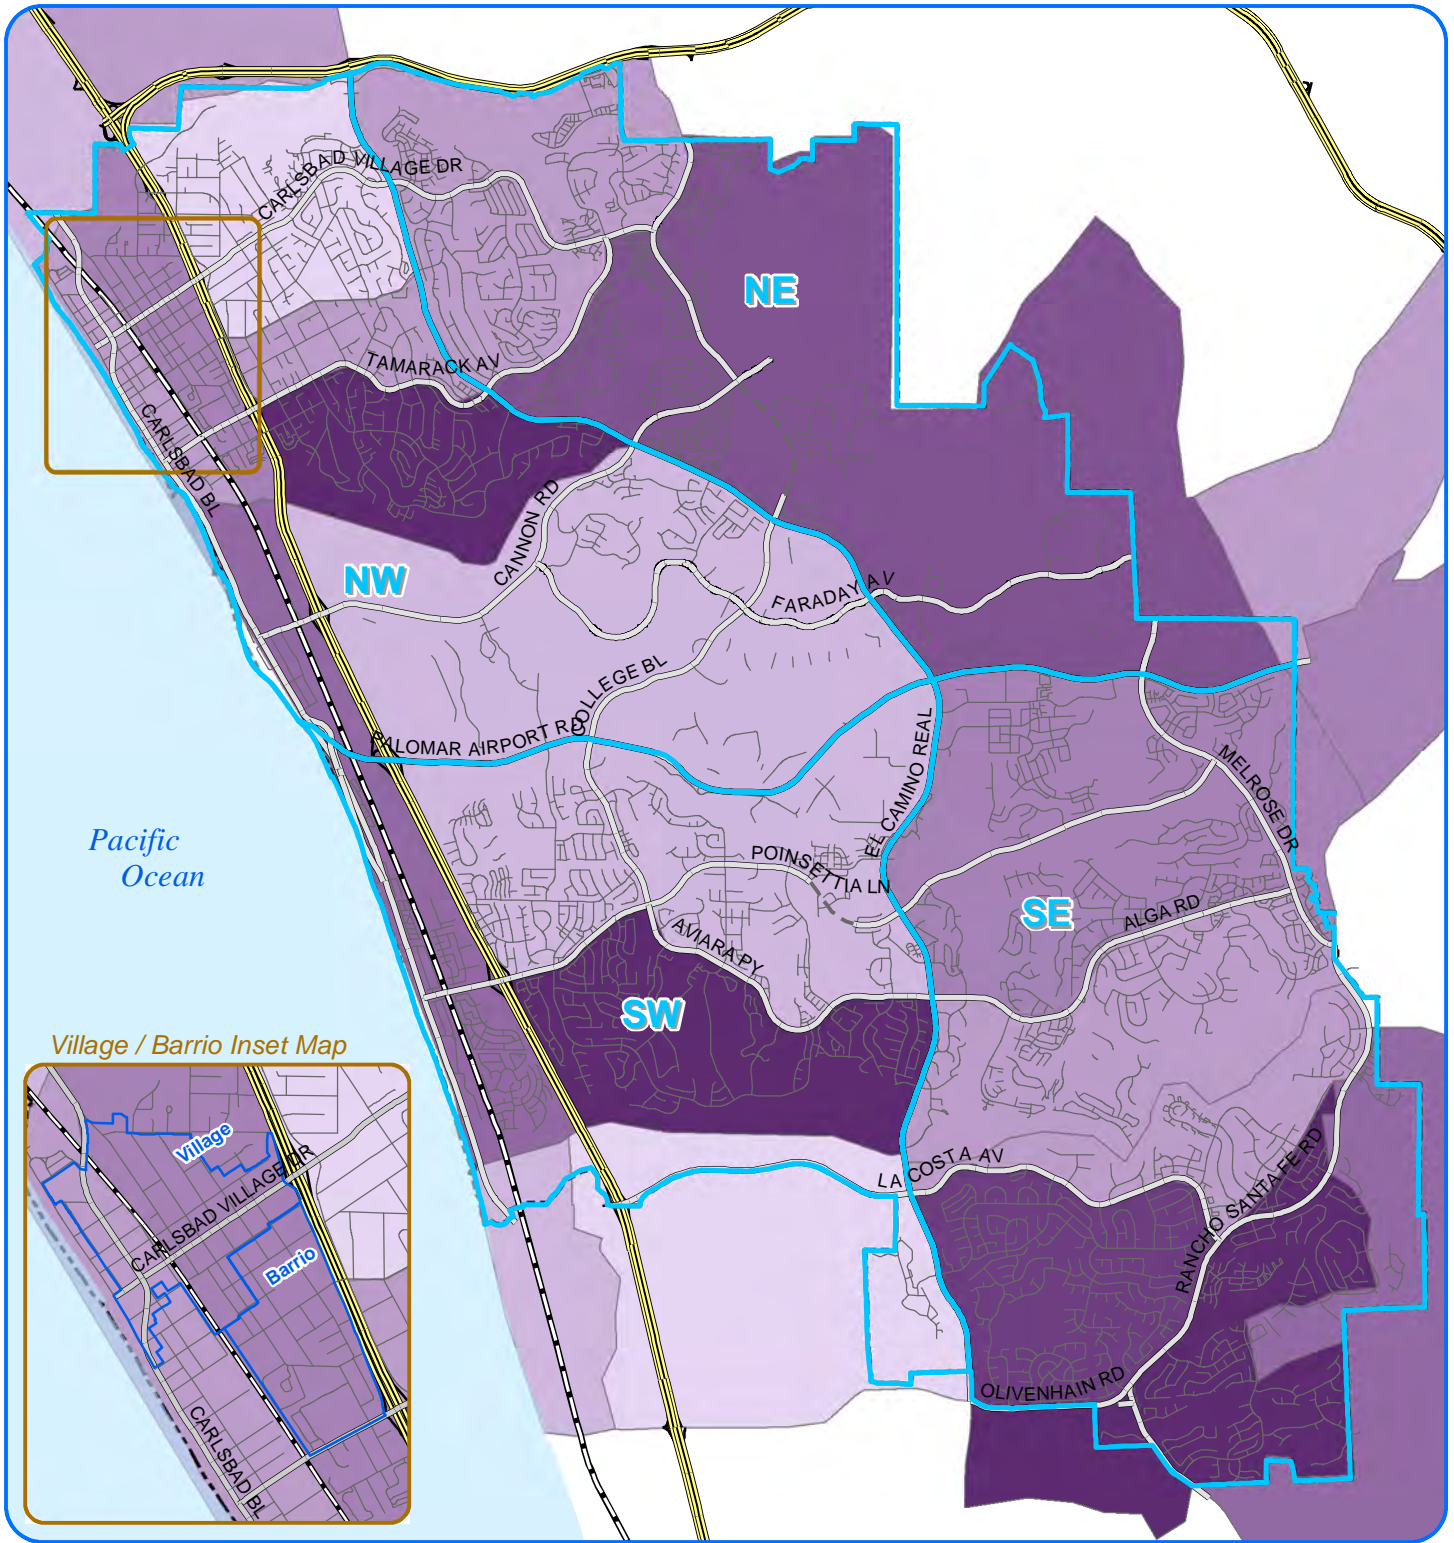 CARLSBAD VILLAGE DR
NE
TAMARACK AV
CARLSBAD BL
CANNON RD
NW
FARADAY AV
COLLEGE BL
PALOMAR AIRPORT RD
EL CAMINO REAL
MELROSE DR
Pacific
Ocean
POINSETTIA LN
SE
ALGA RD
AVIARA PY
SW
Village / Barrio Inset Map
Village
CARLSBAD VILLAGE DR
Barrio
CARLSBAD BL
LA COSTA AV
RANCHO SANTA FE RD
OLIVENHAIN RD